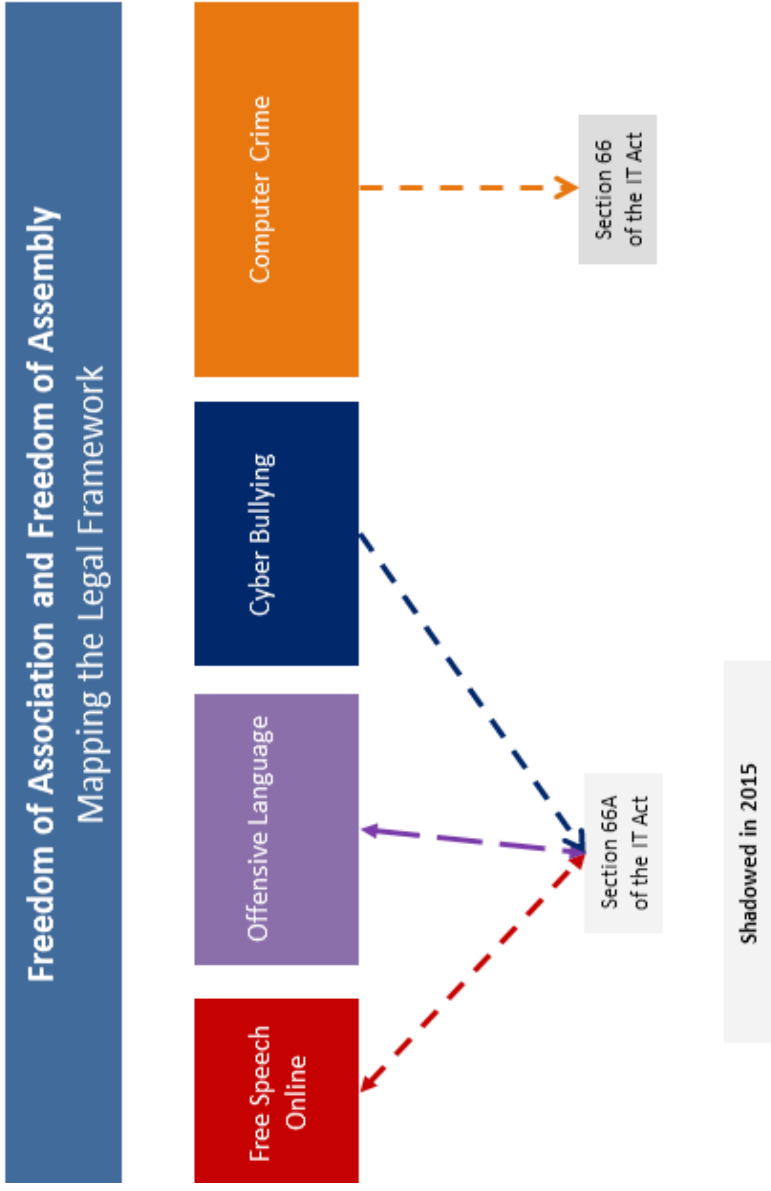 Freedom of Association and Freedom of Assembly
Mapping the Legal Framework
Free Speech
Online
Offensive Language
Cyber Bullying
Computer Crime
Section 66A
of the IT Act
Section 66
of the IT Act
Shadowed in 2015